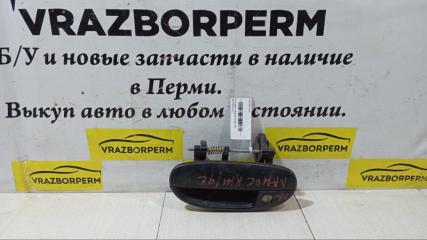 VRAZBORPERM
VRAZBORPERM
Б/У и новые запчасти в наличие
в Перми.
Выкуп авто в любом состоянии.
VRAZBORPERM
VRAZBORPERM
VRAZBORPERM